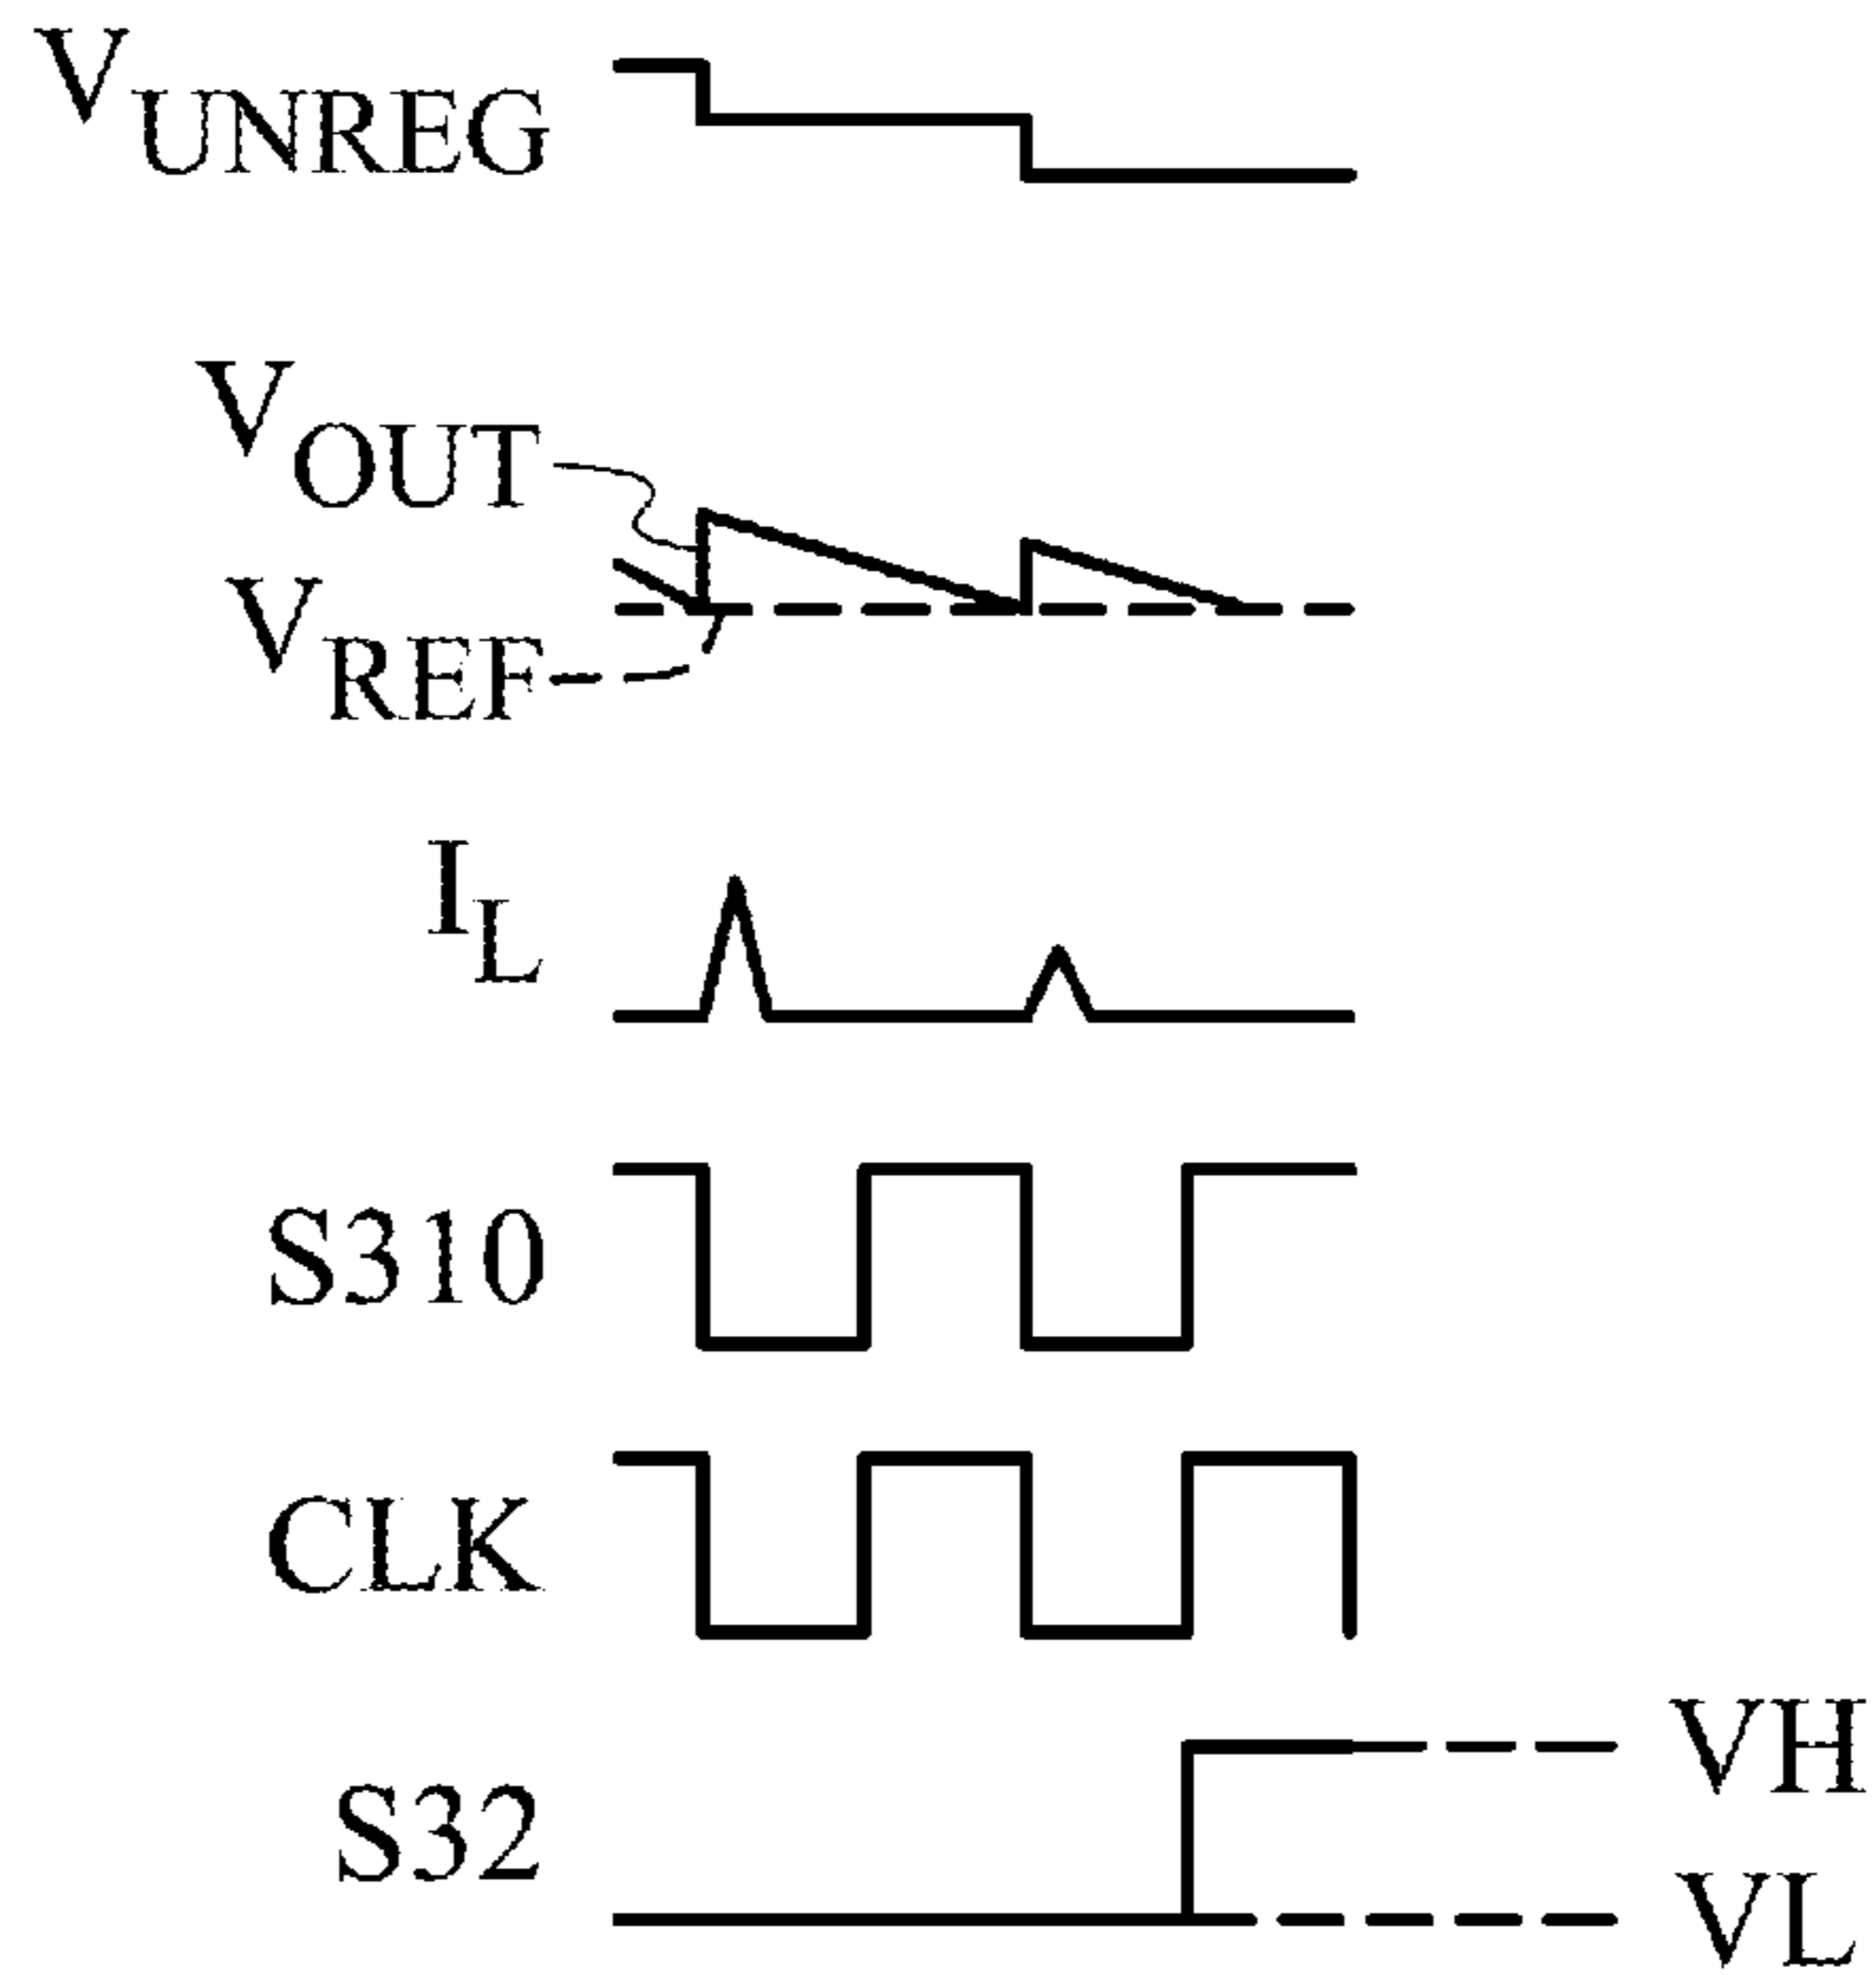 VUNREG
VOUT
VREF
IL
S310
CLK
S32
VH
VL